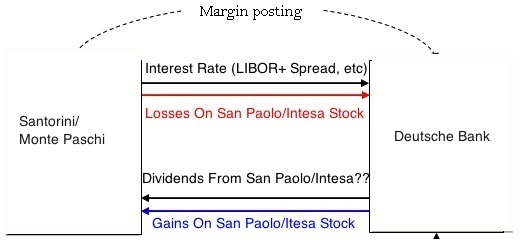 Margin posting
Interest Rate (LIBOR+ Spread, etc)
Losses On San Paolo/Intesa Stock
Santorini/
Monte Paschi
Deutsche Bank
Dividends From San Paolo/Intesa??
Gains On San Paolo/Itesa Stock